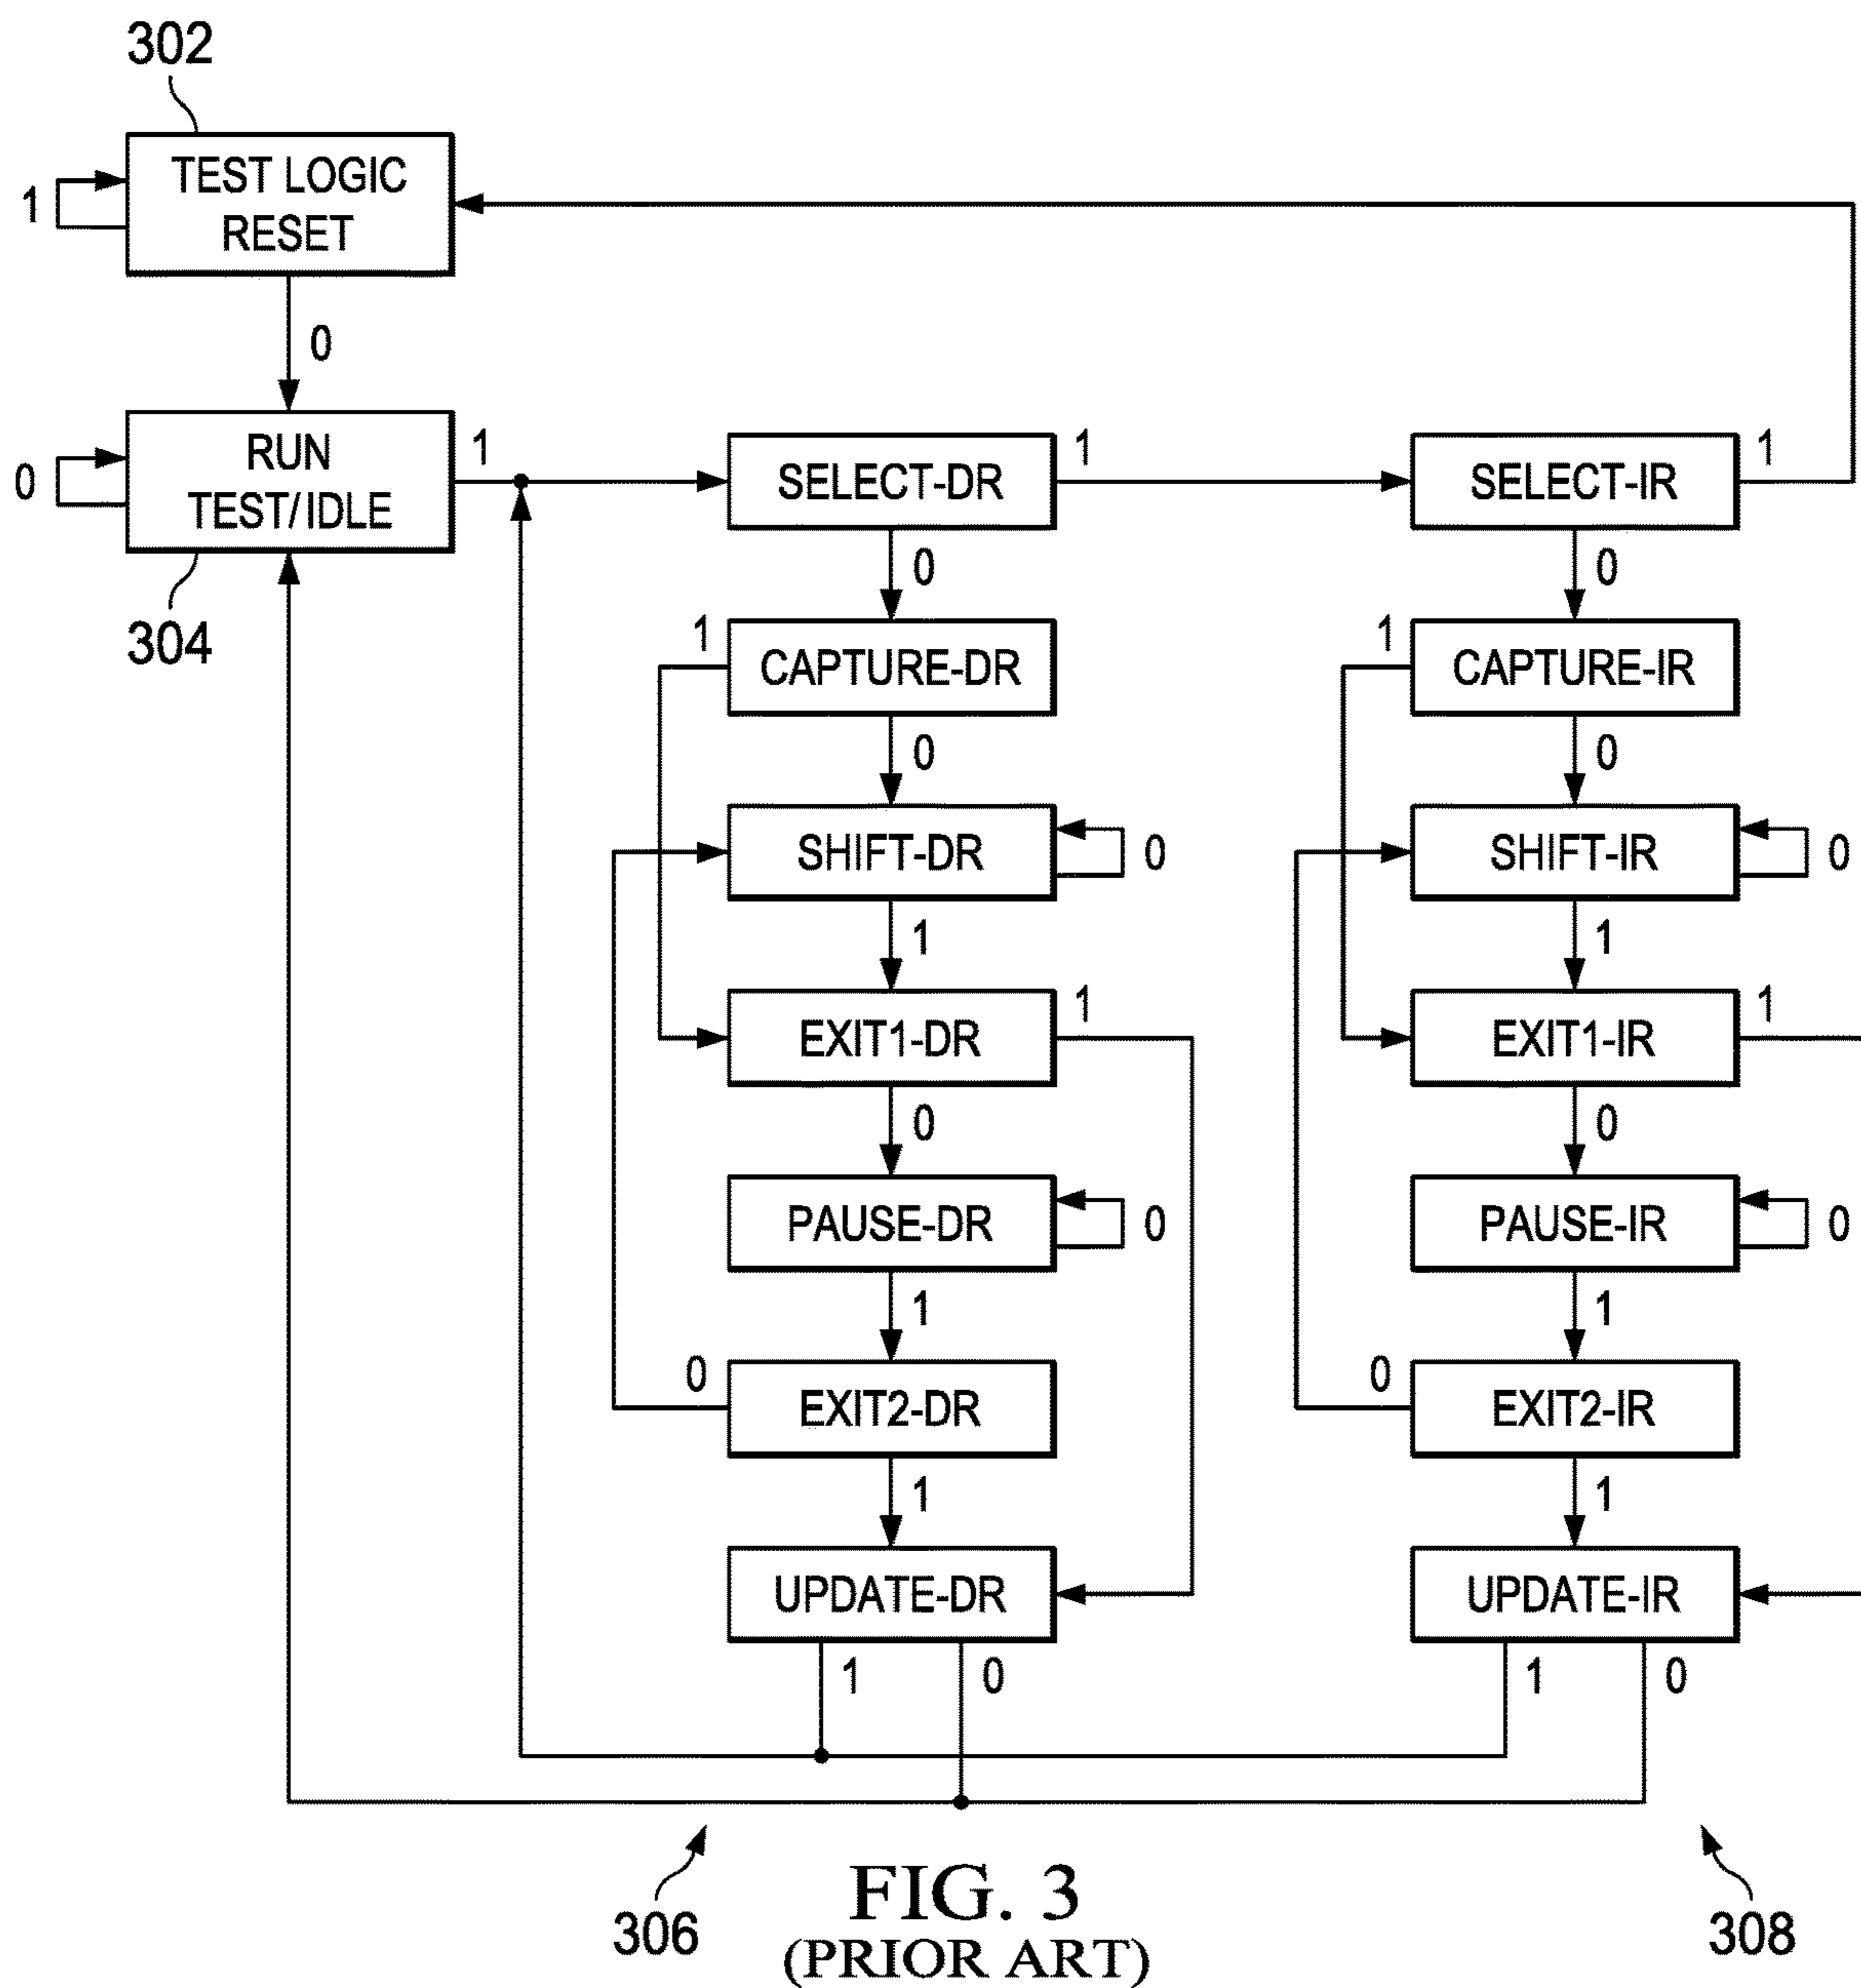 302
TEST LOGIC
RESET
1
0
RUN
TEST/IDLE
0
1
304
SELECT-DR
1
SELECT-IR
1
0
0
1
CAPTURE-DR
1
CAPTURE-IR
0
0
SHIFT-DR
0
SHIFT-IR
0
1
1
EXIT1-DR
1
EXIT1-IR
1
0
0
PAUSE-DR
0
PAUSE-IR
0
1
1
0
EXIT2-DR
0
EXIT2-IR
1
1
UPDATE-DR
UPDATE-IR
1
0
1
0
306
FIG. 3
(PRIOR ART)
308